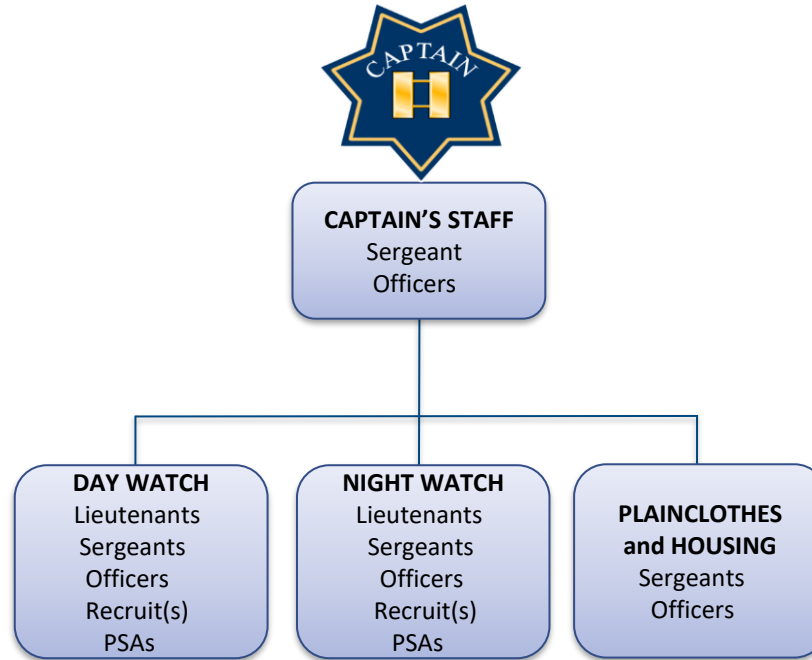 CAPTAIN
CAPTAIN’S STAFF
Sergeant
Officers
DAY WATCH
Lieutenants
Sergeants
Officers
Recruit(s)
PSAs
NIGHT WATCH
Lieutenants
Sergeants
Officers
Recruit(s)
PSAs
PLAINCLOTHES
and HOUSING
Sergeants
Officers